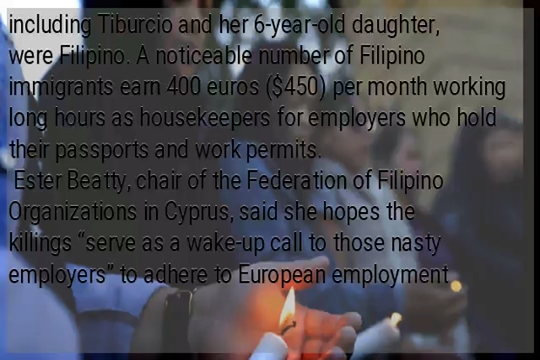 including Tiburcio and her 6-year-old daughter,
were Filipino. A noticeable number of Filipino
immigrants earn 400 euros ($450) per month working
long hours as housekeepers for employers who hold
their passports and work permits.
Ester Beatty, chair of the Federation of Filipino
Organizations in Cyprus, said she hopes the
killings “serve as a wake-up call to those nasty
employers” to adhere to European employment